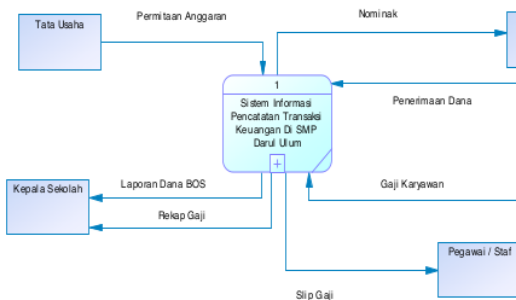 Permitaan Anggaran
Nominak
Tata Usaha
1
Sistem Informasi
Pencatatan Transaksi
Keuangan Di SMP
Darul Ulum
+
Penerimaan Dana
Kepala Sekolah
Laporan Dana BOS
Gaji Karyawan
Rekap Gaji
Pegawai / Staf
Slip Gaji